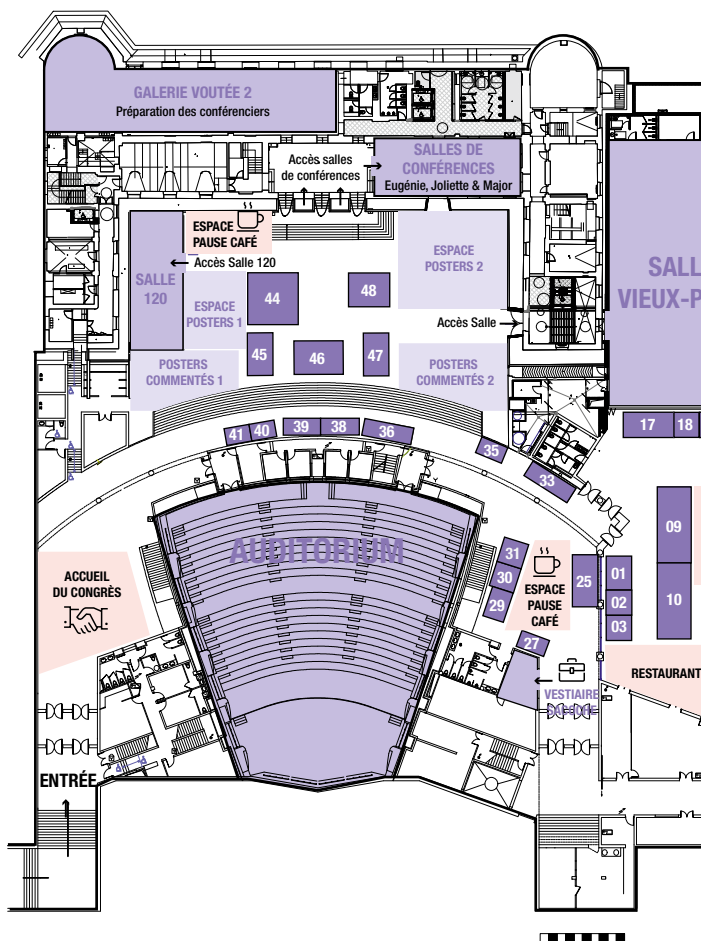 GALERIE VOUTÉE 2
Préparation des conférenciers
Accès salles
de conférences
SALLES DE
CONFÉRENCES
Eugénie, Joliette & Major
ESPACE
PAUSE CAFÉ
Accès Salle 120
SALLE
120
ESPACE
POSTERS 1
ESPACE
POSTERS 2
44
48
Accès Salle
SALL
VIEUX-P
45
46
47
POSTERS
COMMENTÉS 1
POSTERS
COMMENTÉS 2
41
40
39
38
36
35
33
17
18
AUDITORIUM
09
10
31
30
29
ESPACE
PAUSE
CAFÉ
25
01
02
03
27
ACCUEIL
DU CONGRÈS
RESTAURANT
VESTIAIRE
SACOCHE
ENTRÉE